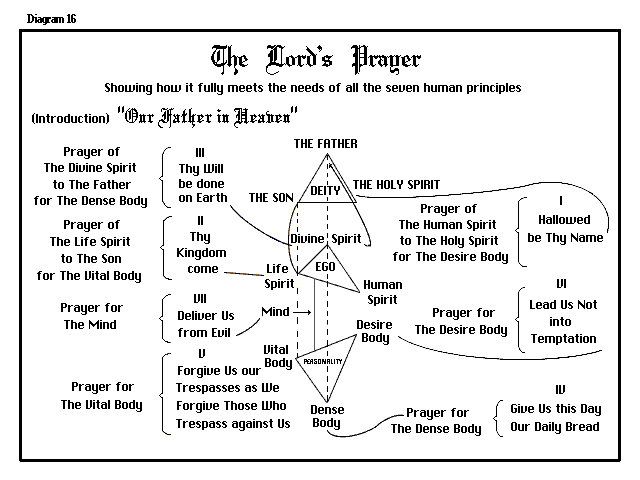 Diagram 16
The Lord's Prayer
Showing how it fully meets the needs of all the seven human principles
(Introduction) "Our Father in Heaven"
Prayer of
The Divine Spirit
to The Father
for The Dense Body
III
Thy Will
be done
on Earth
Prayer of
The Life Spirit
to The Son
for The Vital Body
II
Thy
Kingdom
come
Prayer for
The Mind
VII
Deliver Us
from Evil
Prayer for
The Vital Body
V
Forgive Us our
Trespasses as We
Forgive Those Who
Trespass against Us
THE FATHER
DEITY
THE SON
THE HOLY SPIRIT
Divine Spirit
EGO
Life
Spirit
Human
Spirit
Mind
Desire
Body
Vital
Body
PERSONALITY
Dense
Body
Prayer of
The Human Spirit
to The Holy Spirit
for The Desire Body
I
Hallowed
be Thy Name
Prayer for
The Desire Body
VI
Lead Us Not
into
Temptation
Prayer for
The Dense Body
IV
Give Us this Day
Our Daily Bread